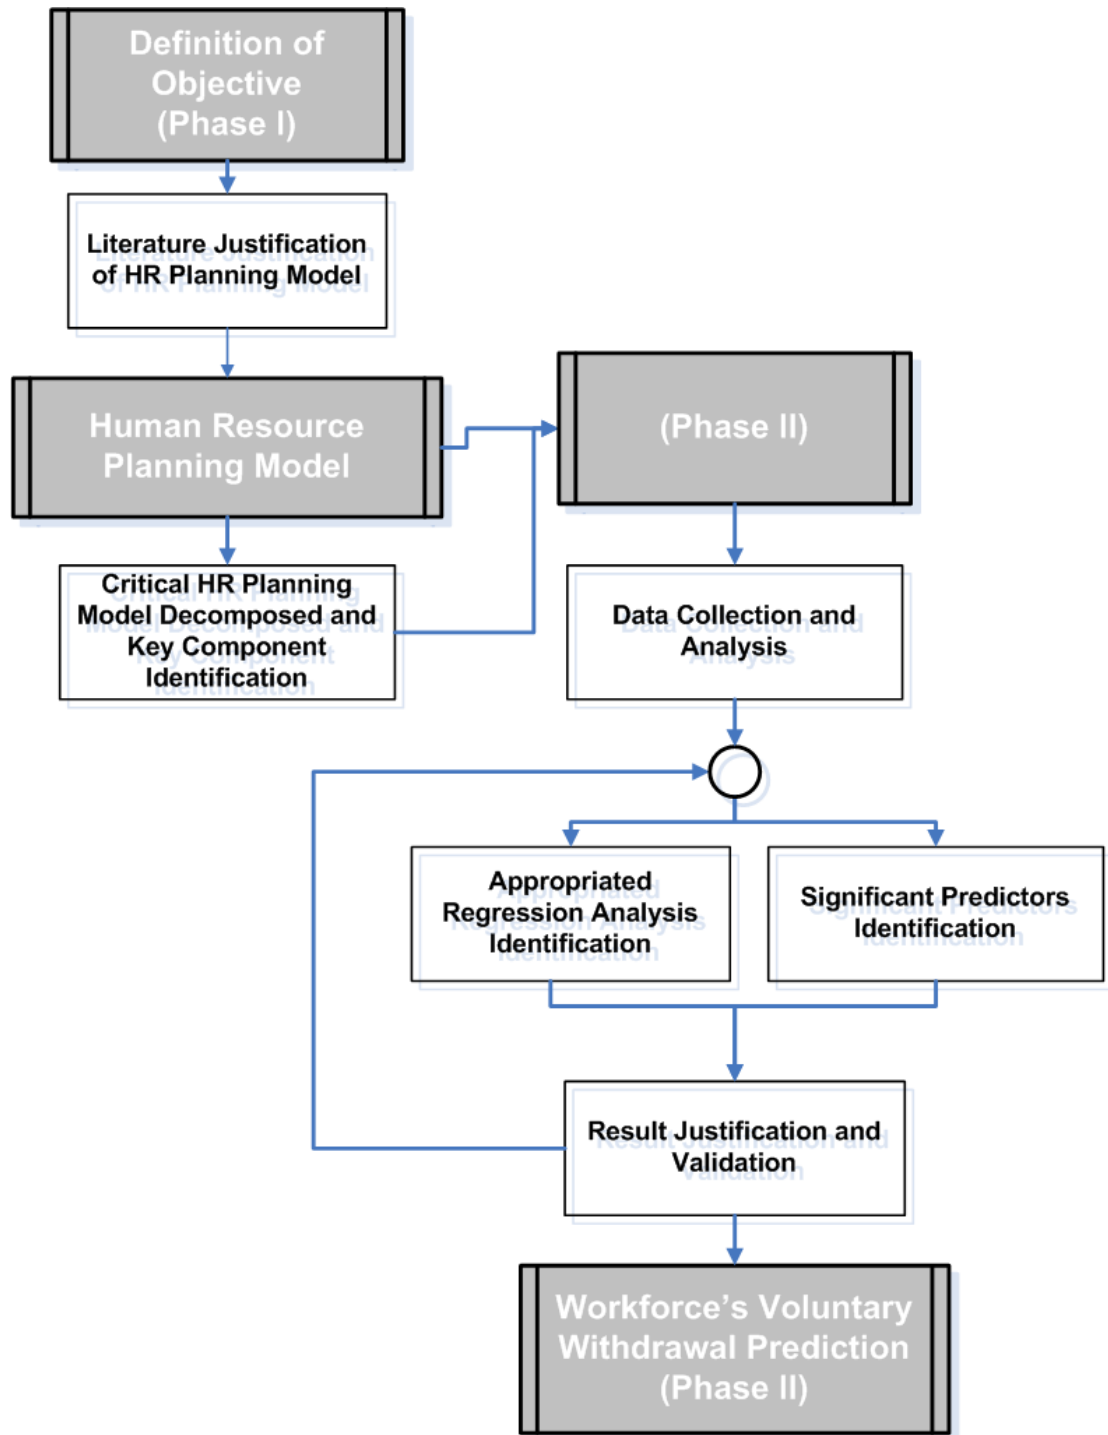 Definition of
Objective
(Phase I)
Literature Justification
of HR Planning Model
Human Resource
Planning Model
(Phase II)
Critical HR Planning
Model Decomposed and
Key Component
Identification
Data Collection and
Analysis
Appropriated
Regression Analysis
Identification
Significant Predictors
Identification
Result Justification and
Validation
Workforce's Voluntary
Withdrawal Prediction
(Phase II)